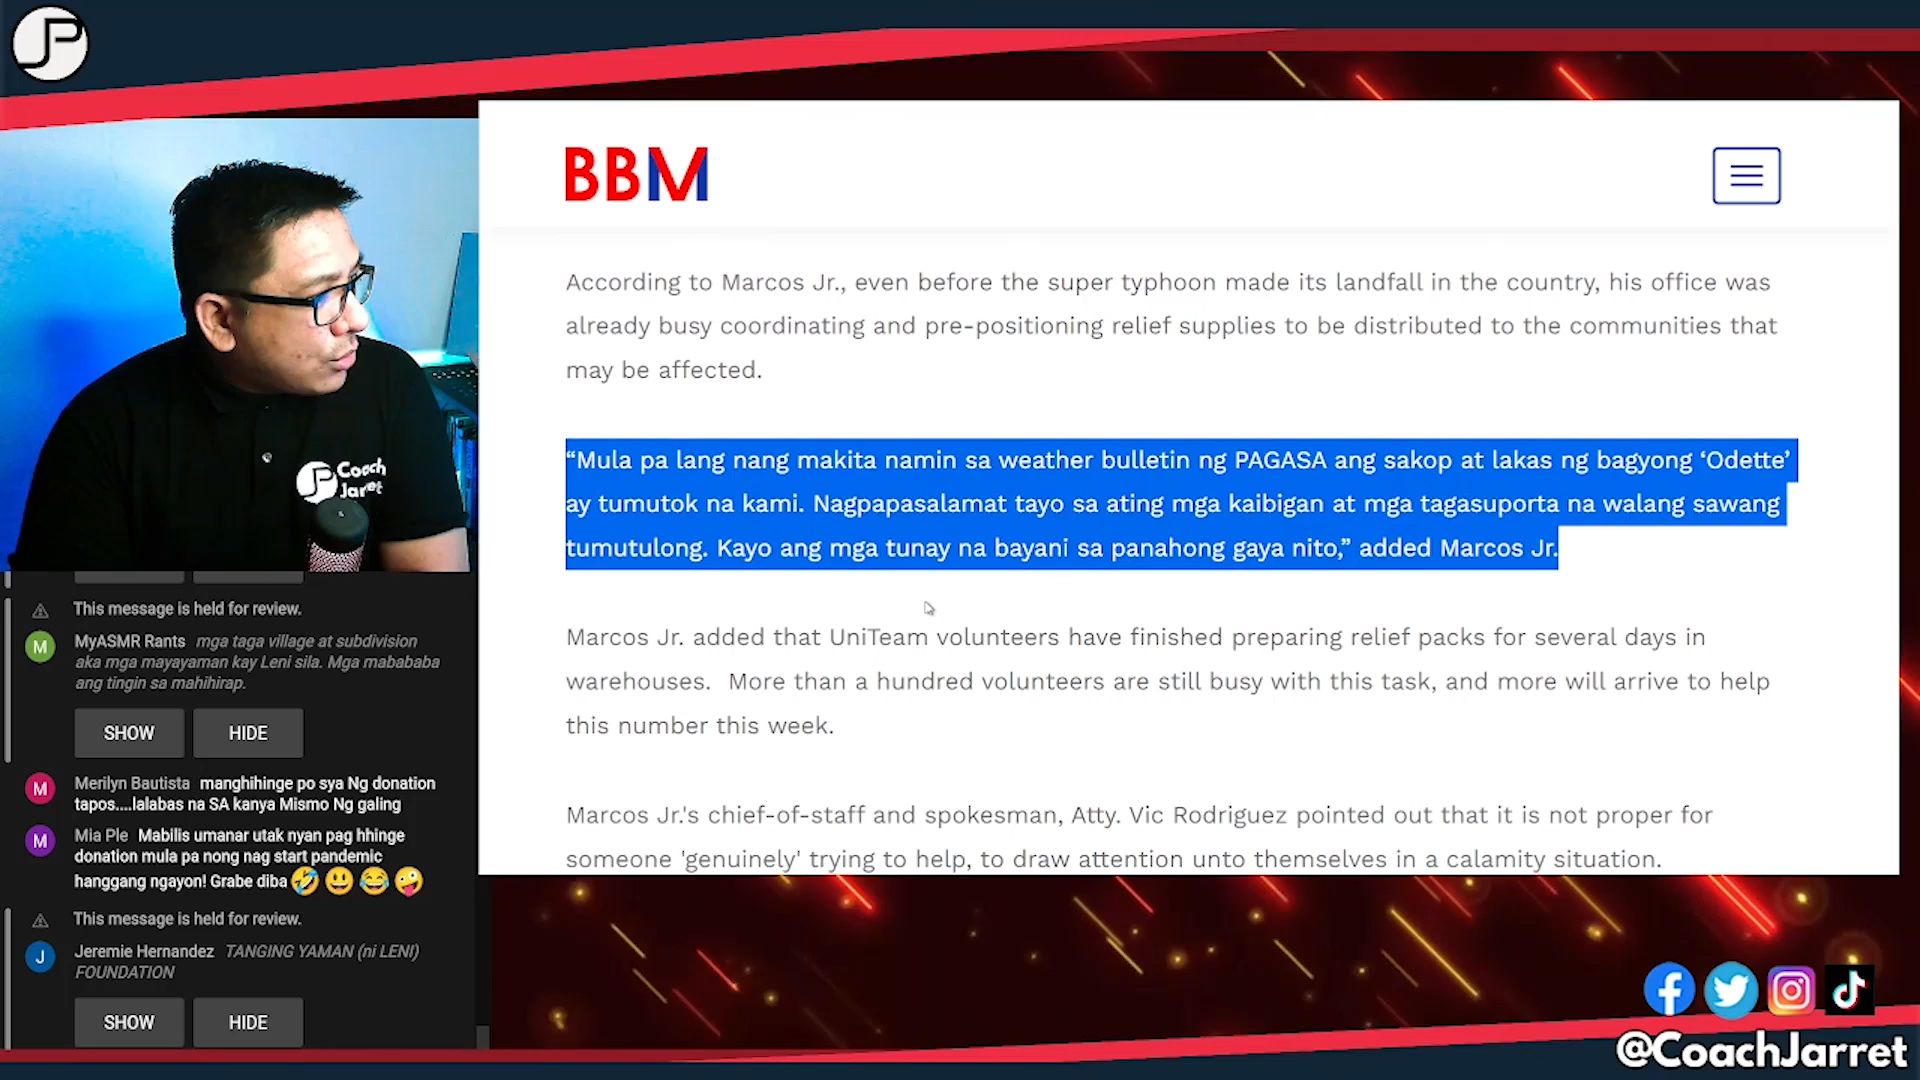 JP
BBM
According to Marcos Jr., even before the super typhoon made its landfall in the country, his office was
already busy coordinating and pre-positioning relief supplies to be distributed to the communities that
may be affected.
“Mula pa lang nang makita namin sa weather bulletin ng PAGASA ang sakop at lakas ng bagyong ‘Odette’
ay tumutok na kami. Nagpapasalamat tayo sa ating mga kaibigan at mga tagasuporta na walang sawang
tumutulong. Kayo ang mga tunay na bayani sa panahong gaya nito,” added Marcos Jr.
Marcos Jr. added that UniTeam volunteers have finished preparing relief packs for several days in
warehouses.  More than a hundred volunteers are still busy with this task, and more will arrive to help
this number this week.
Marcos Jr.'s chief-of-staff and spokesman, Atty. Vic Rodriguez pointed out that it is not proper for
someone 'genuinely' trying to help, to draw attention unto themselves in a calamity situation.
JP Coach
Jarret
This message is held for review.
M MyASMR Rants mga taga village at subdivision
aka mga mayayaman kay Leni sila. Mga mabababa
ang tingin sa mahihirap.
SHOW HIDE
M Merilyn Bautista manghihinge po sya Ng donation
tapos....lalabas na SA kanya Mismo Ng galing
M Mia Ple Mabilis umanar utak nyan pag hhinge
donation mula pa nong nag start pandemic
hanggang ngayon! Grabe diba 🤣😃😂🤪
This message is held for review.
J Jeremie Hernandez TANGING YAMAN (ni LENI)
FOUNDATION
SHOW HIDE
@CoachJarret